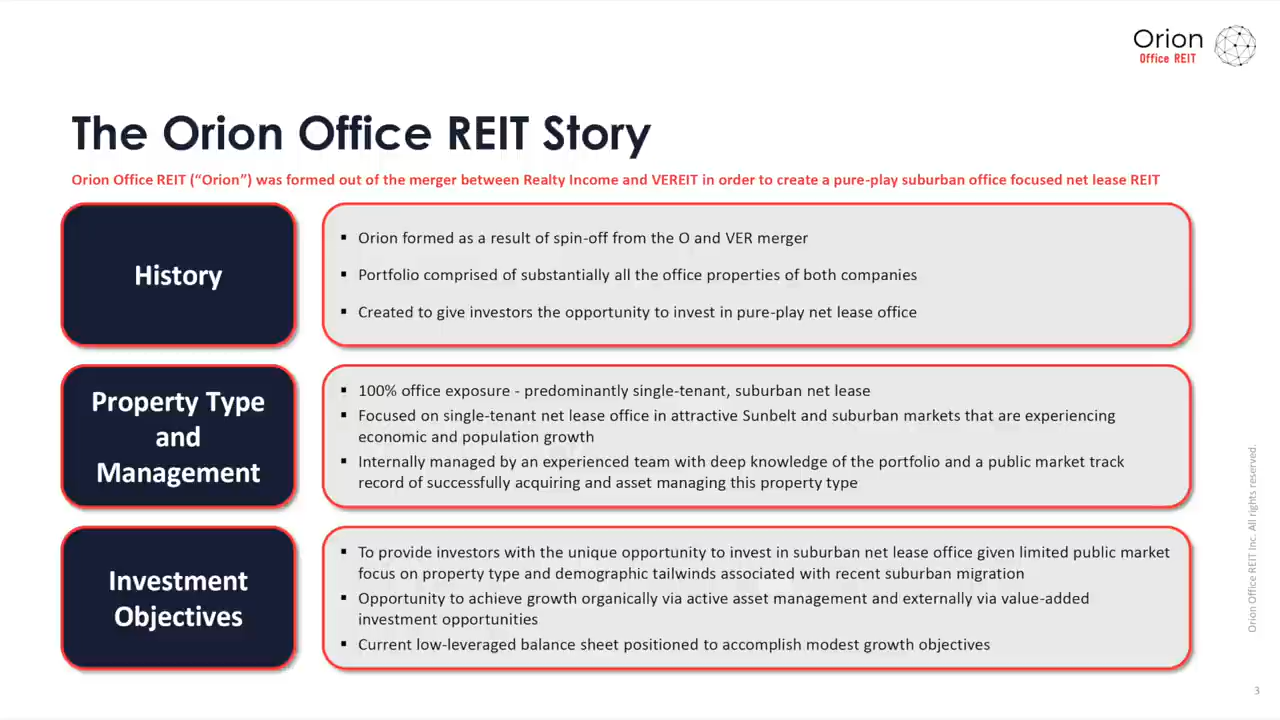 Orion
Office REIT
The Orion Office REIT Story
Orion Office REIT (“Orion”) was formed out of the merger between Realty Income and VEREIT in order to create a pure-play suburban office focused net lease REIT
History
▪ Orion formed as a result of spin-off from the O and VER merger
▪ Portfolio comprised of substantially all the office properties of both companies
▪ Created to give investors the opportunity to invest in pure-play net lease office
Property Type
and
Management
▪ 100% office exposure - predominantly single-tenant, suburban net lease
▪ Focused on single-tenant net lease office in attractive Sunbelt and suburban markets that are experiencing
economic and population growth
▪ Internally managed by an experienced team with deep knowledge of the portfolio and a public market track
record of successfully acquiring and asset managing this property type
Investment
Objectives
▪ To provide investors with the unique opportunity to invest in suburban net lease office given limited public market
focus on property type and demographic tailwinds associated with recent suburban migration
▪ Opportunity to achieve growth organically via active asset management and externally via value-added
investment opportunities
▪ Current low-leveraged balance sheet positioned to accomplish modest growth objectives
Orion Office REIT Inc. All rights reserved.
3